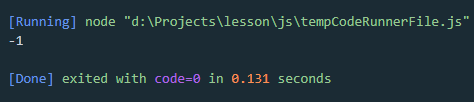 [Running] node "d:\Projects\lesson\js\tempCodeRunnerFile.js"
-1
[Done] exited with code=0 in 0.131 seconds